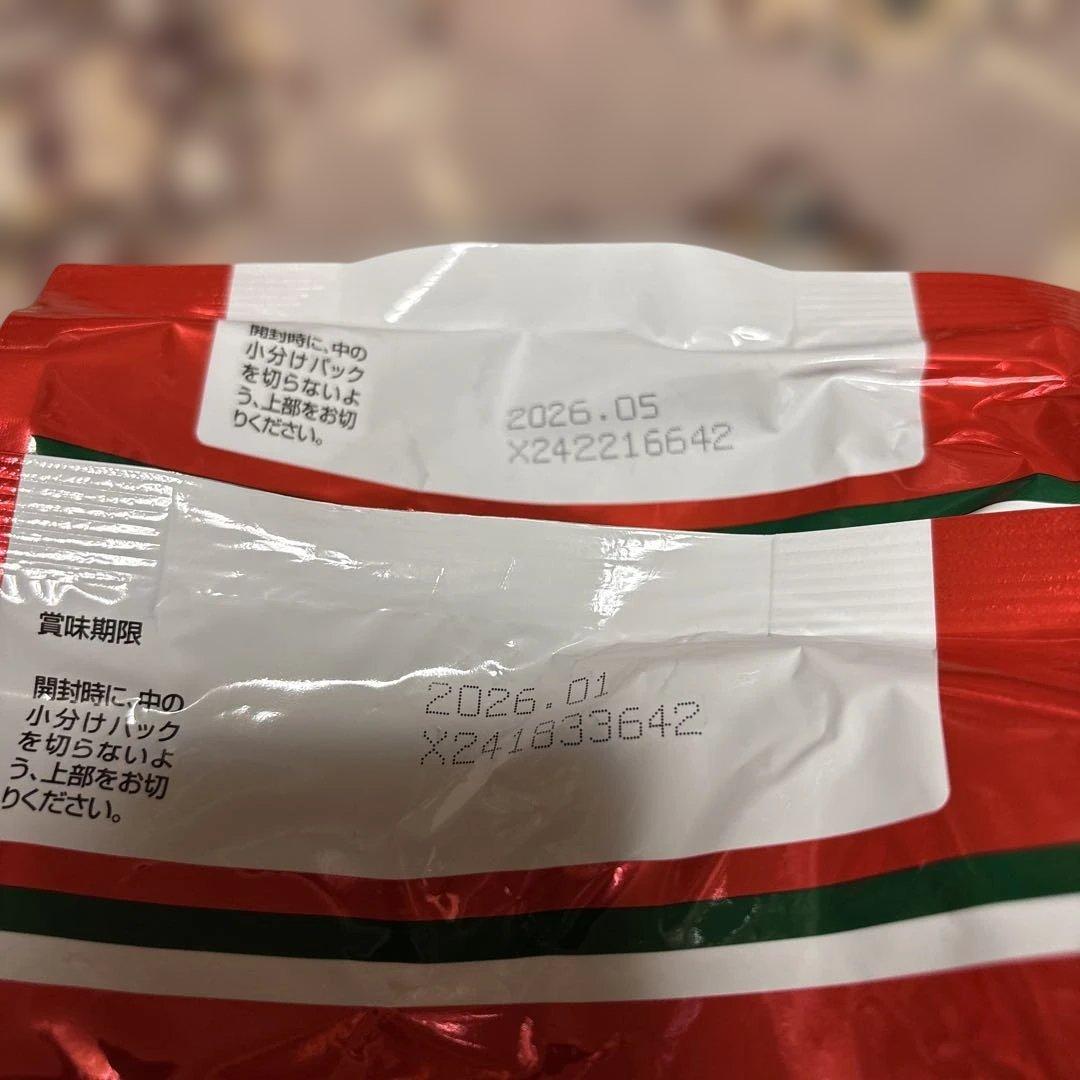 開封時に、中の
小分けパック
を切らないよ
う、上部をお切
りください。
2026.05
X242216642
賞味期限
開封時に、中の
小分けパック
を切らないよ
う、上部をお切
りください。
2026.01
X241833642